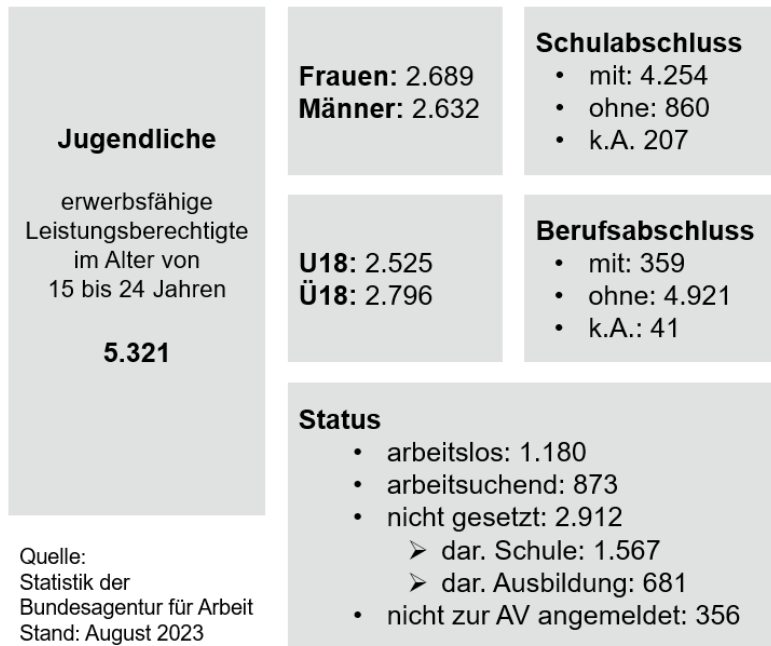 Jugendliche
erwerbsfähige
Leistungsberechtigte
im Alter von
15 bis 24 Jahren
5.321
Frauen: 2.689
Männer: 2.632
Schulabschluss
• mit: 4.254
• ohne: 860
• k.A. 207
U18: 2.525
Ü18: 2.796
Berufsabschluss
• mit: 359
• ohne: 4.921
• k.A.: 41
Status
• arbeitslos: 1.180
• arbeitsuchend: 873
• nicht gesetzt: 2.912
➢ dar. Schule: 1.567
➢ dar. Ausbildung: 681
• nicht zur AV angemeldet: 356
Quelle:
Statistik der
Bundesagentur für Arbeit
Stand: August 2023